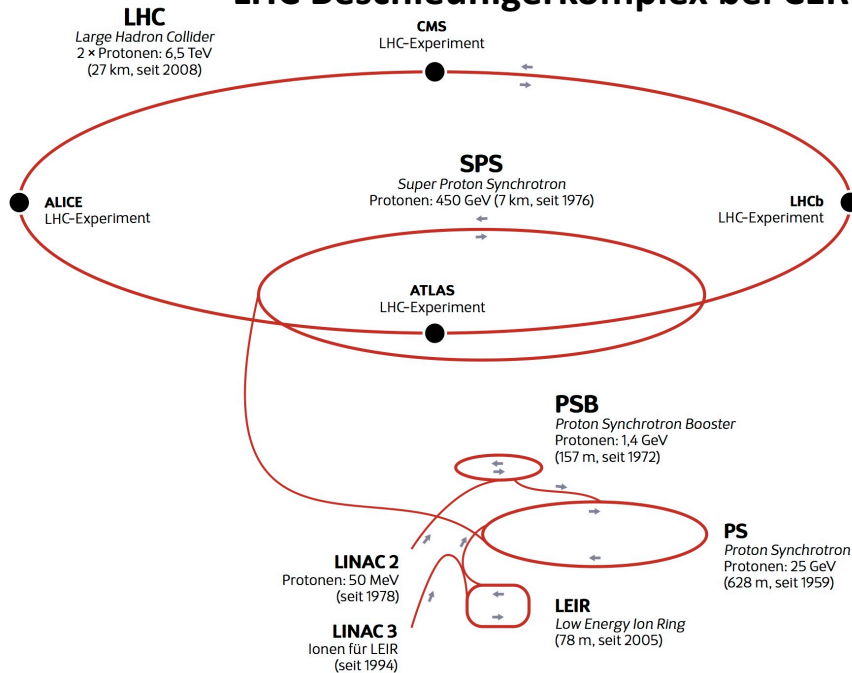 LHC
Large Hadron Collider
2 × Protonen: 6,5 TeV
(27 km, seit 2008)
CMS
LHC-Experiment
SPS
Super Proton Synchrotron
Protonen: 450 GeV (7 km, seit 1976)
ALICE
LHC-Experiment
LHCb
LHC-Experiment
ATLAS
LHC-Experiment
PSB
Proton Synchrotron Booster
Protonen: 1,4 GeV
(157 m, seit 1972)
PS
Proton Synchrotron
Protonen: 25 GeV
(628 m, seit 1959)
LINAC 2
Protonen: 50 MeV
(seit 1978)
LEIR
Low Energy Ion Ring
(78 m, seit 2005)
LINAC 3
Ionen für LEIR
(seit 1994)